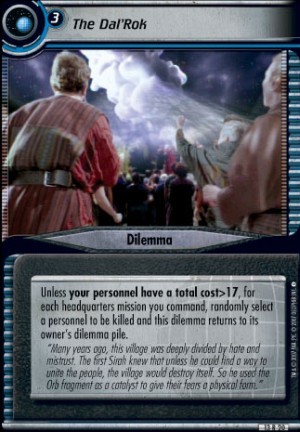 3
The Dal'Rok
Dilemma
Unless your personnel have a total cost>17, for
each headquarters mission you command, randomly
select a personnel to be killed and this dilemma returns to its
owner's dilemma pile.
"Many years ago, this village was deeply divided by hate and
mistrust. The first Sirah knew that unless he could find a way to
unite the people, the village would destroy itself. So he used the
Orb fragment as a catalyst to give their fears a physical form."